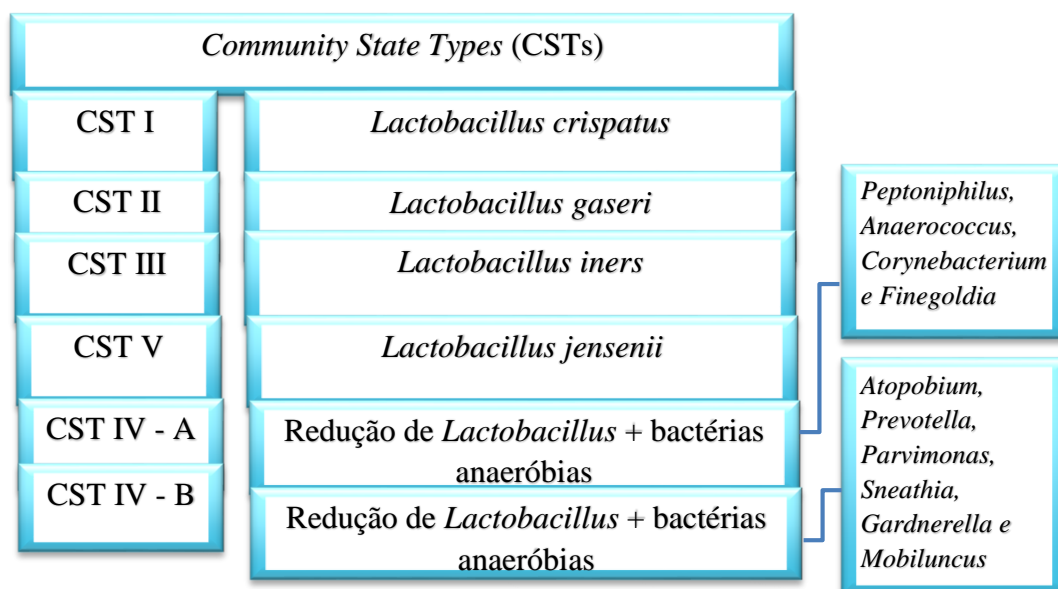 Community State Types (CSTs)
CST I
Lactobacillus crispatus
CST II
Lactobacillus gaseri
CST III
Lactobacillus iners
CST V
Lactobacillus jensenii
CST IV - A
Redução de Lactobacillus + bactérias
anaeróbias
Peptoniphilus,
Anaerococcus,
Corynebacterium
e Finegoldia
CST IV - B
Redução de Lactobacillus + bactérias
anaeróbias
Atopobium,
Prevotella,
Parvimonas,
Sneathia,
Gardnerella e
Mobiluncus